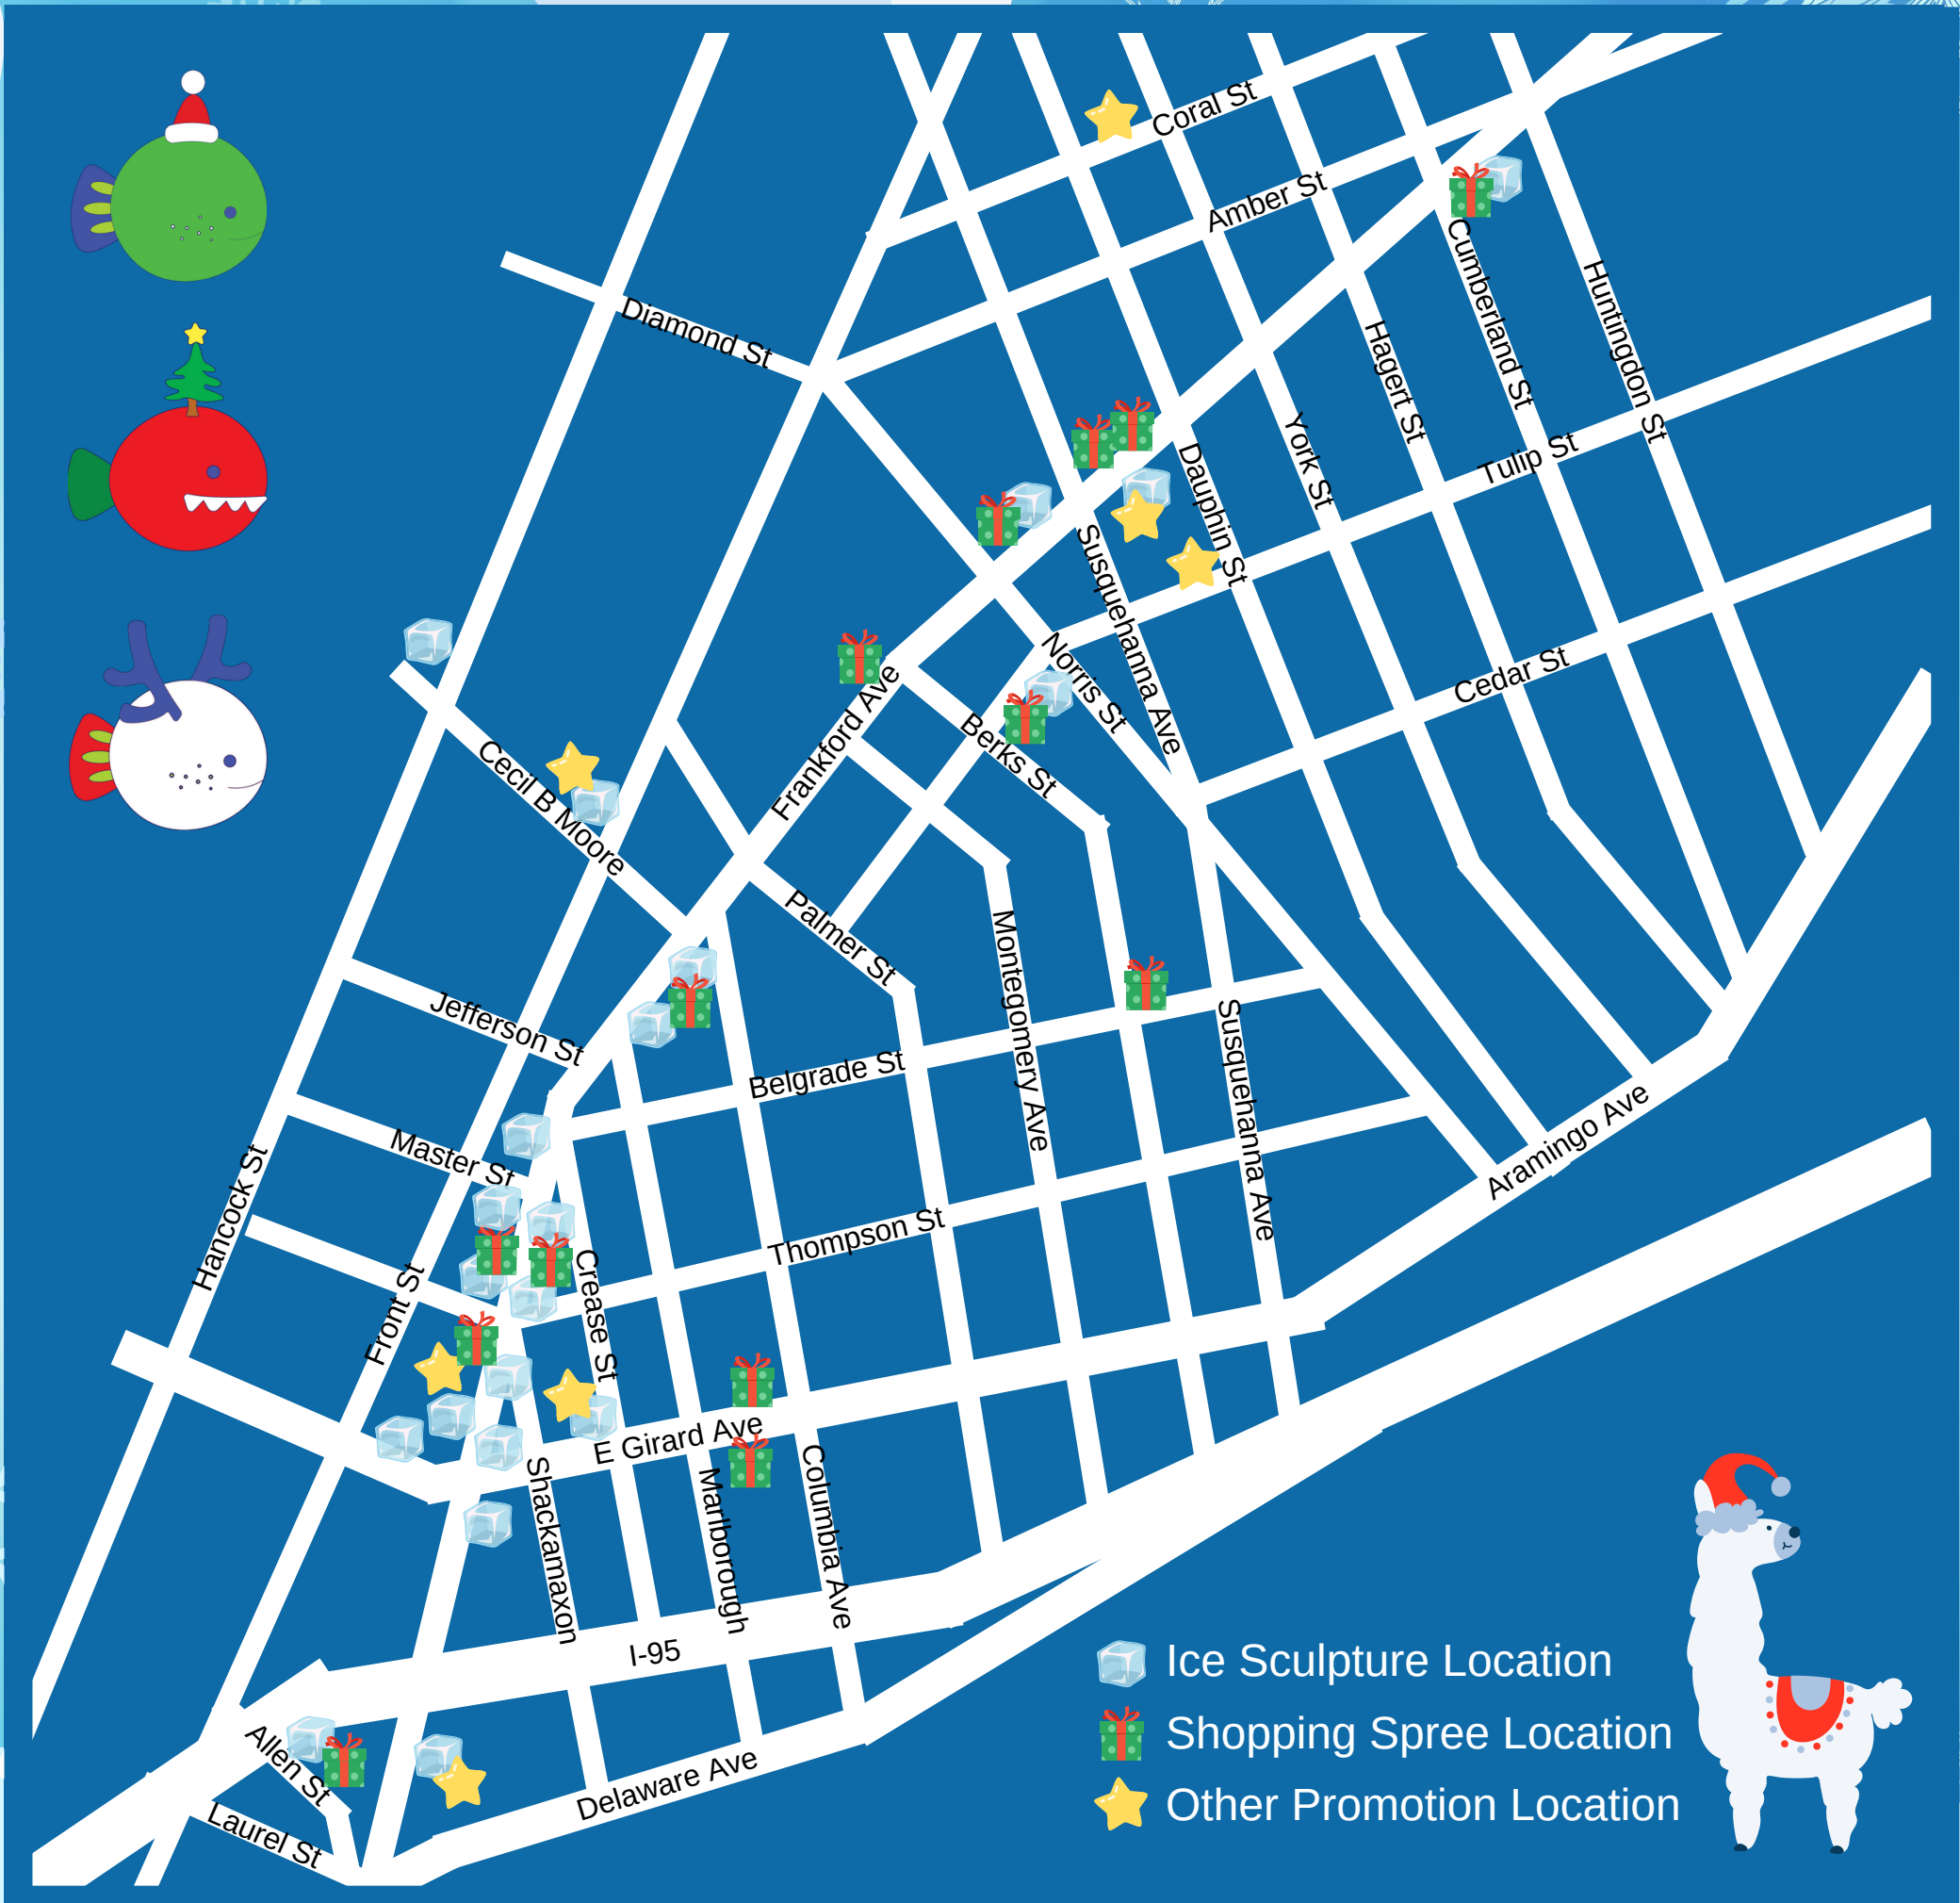 Coral St
Amber St
Diamond St
Cumberland St
Huntingdon St
Hagert St
York St
Tulip St
Dauphin St
Susquehanna Ave
Norris St
Cedar St
Frankford Ave
Berks St
Cecil B Moore
Palmer St
Montegomery Ave
Jefferson St
Belgrade St
Susquehanna Ave
Master St
Aramingo Ave
Hancock St
Thompson St
Front St
Crease St
E Girard Ave
Shackamaxon
Marlborough
Columbia Ave
I-95
Allen St
Delaware Ave
Laurel St
Ice Sculpture Location
Shopping Spree Location
Other Promotion Location